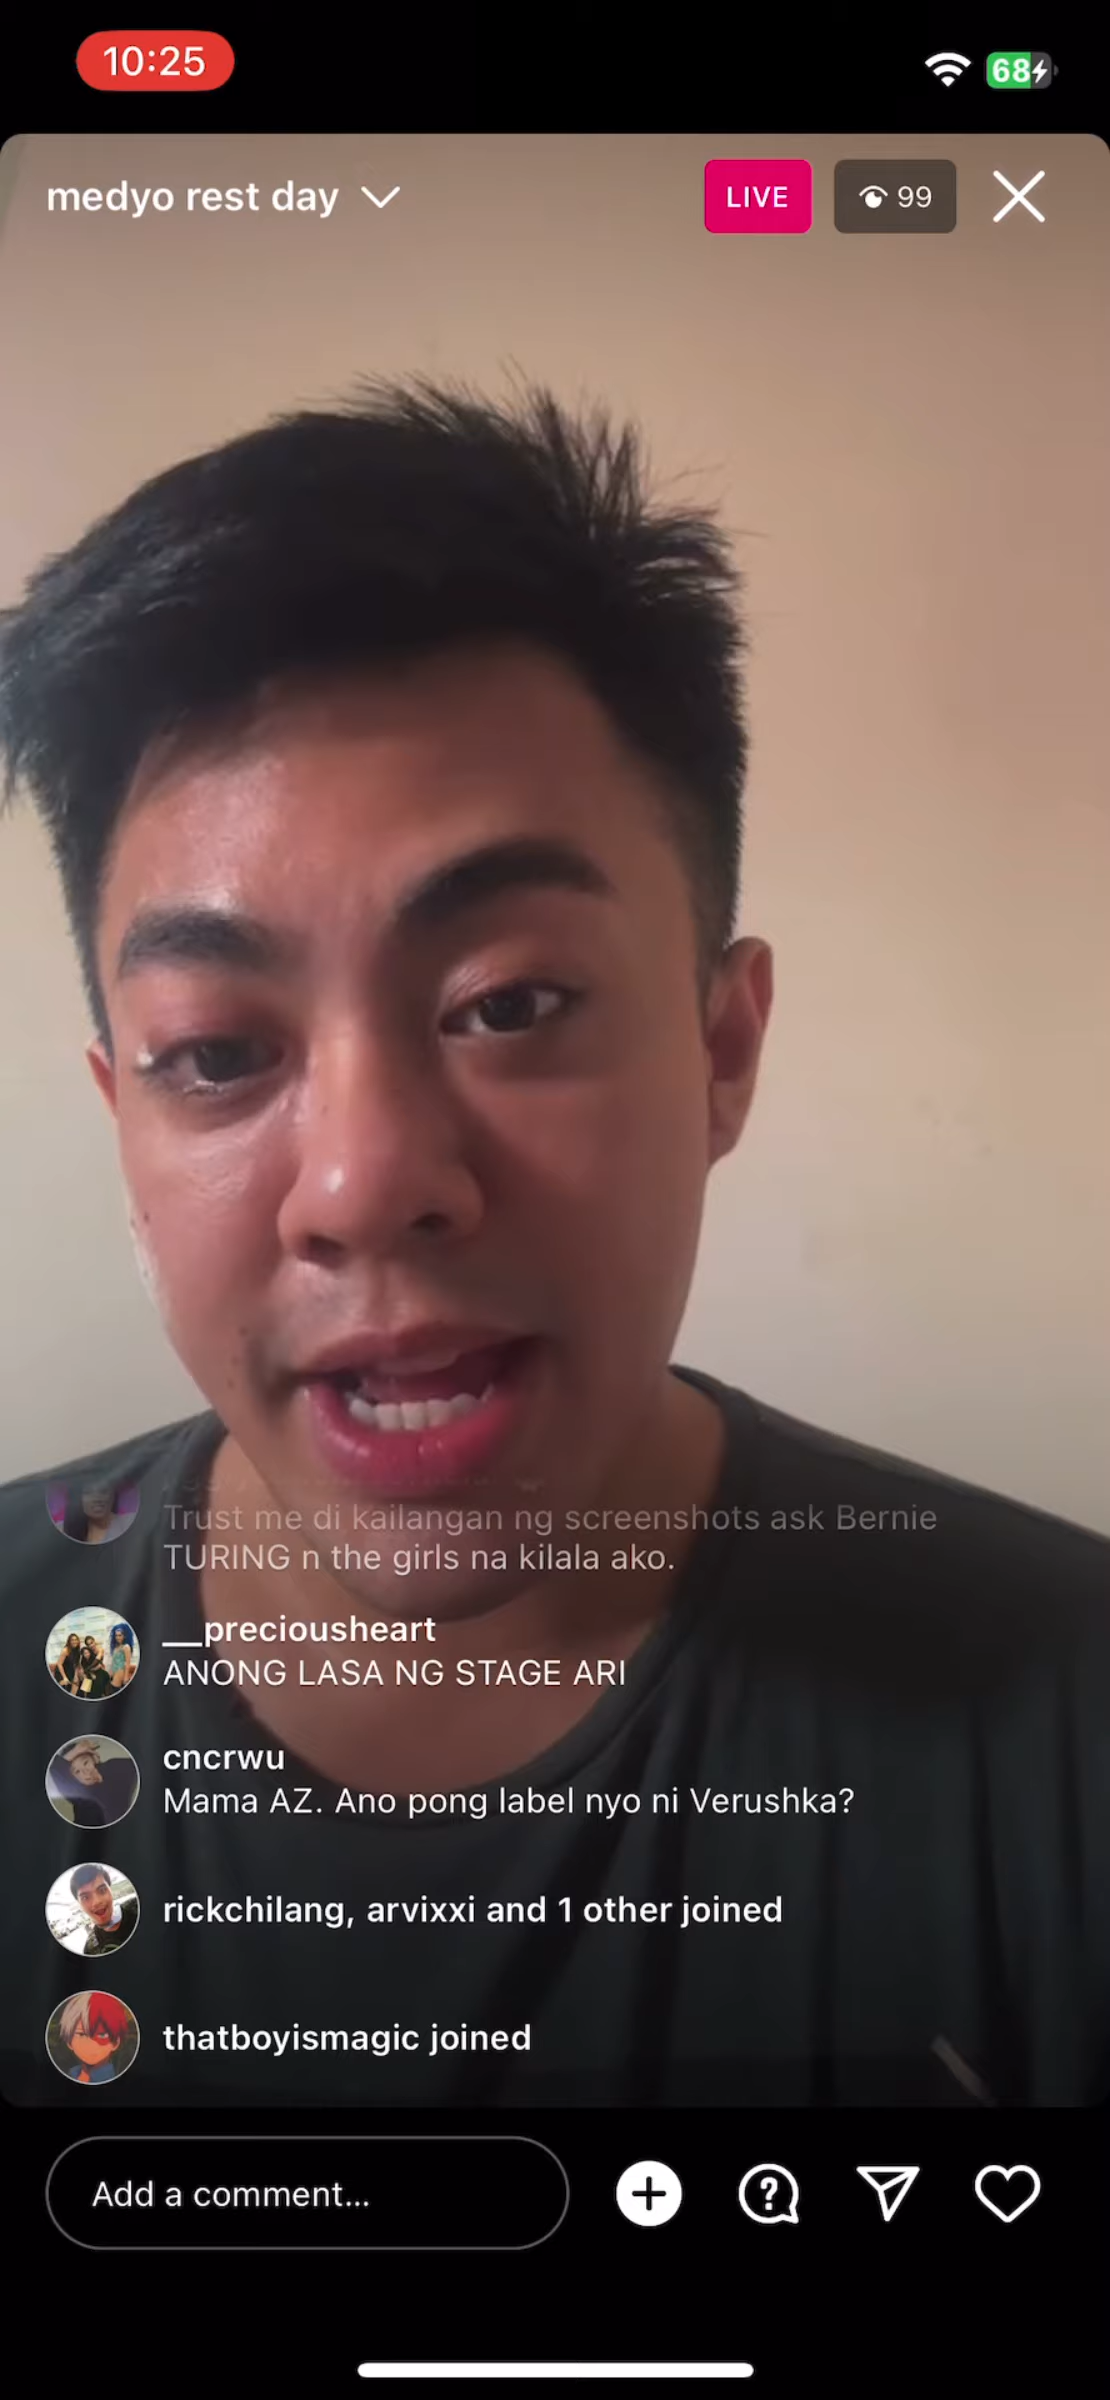 10:25
68
medyo rest day
LIVE
99
Trust me di kailangan ng screenshots ask Bernie
TURING n the girls na kilala ako.
__preciousheart
ANONG LASA NG STAGE ARI
cncrwu
Mama AZ. Ano pong label nyo ni Verushka?
rickchilang, arvixxi and 1 other joined
thatboyismagic joined
Add a comment...